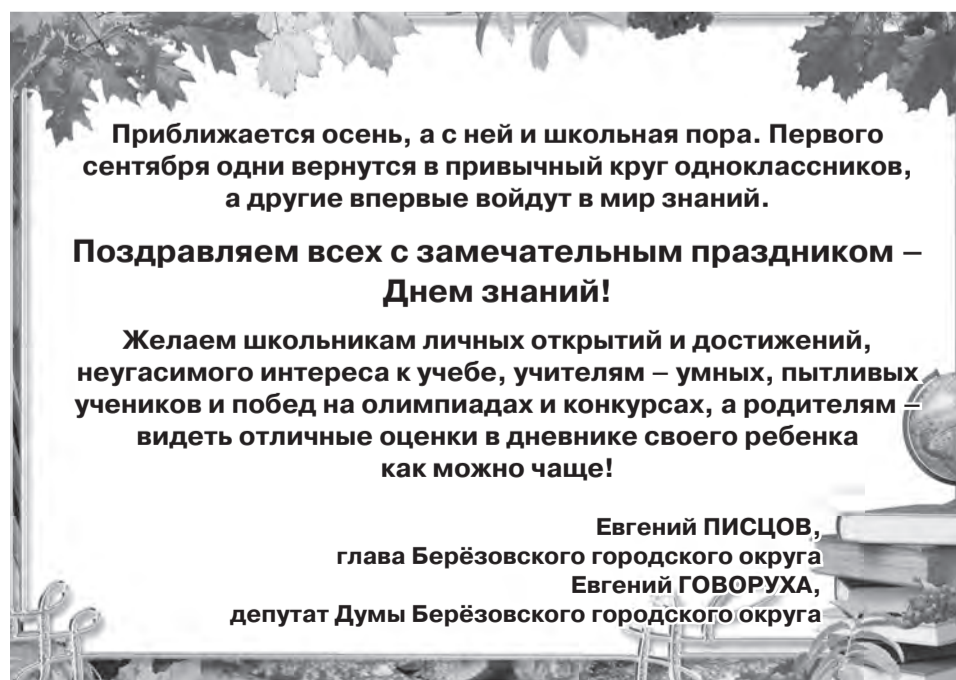 Приближается осень, а с ней и школьная пора. Первого
сентября одни вернутся в привычный круг одноклассников,
а другие впервые войдут в мир знаний.
Поздравляем всех с замечательным праздником –
Днем знаний!
Желаем школьникам личных открытий и достижений,
неугасимого интереса к учебе, учителям – умных, пытливых
учеников и побед на олимпиадах и конкурсах, а родителям –
видеть отличные оценки в дневнике своего ребенка
как можно чаще!
Евгений ПИСЦОВ,
глава Берёзовского городского округа
Евгений ГОВОРУХА,
депутат Думы Берёзовского городского округа